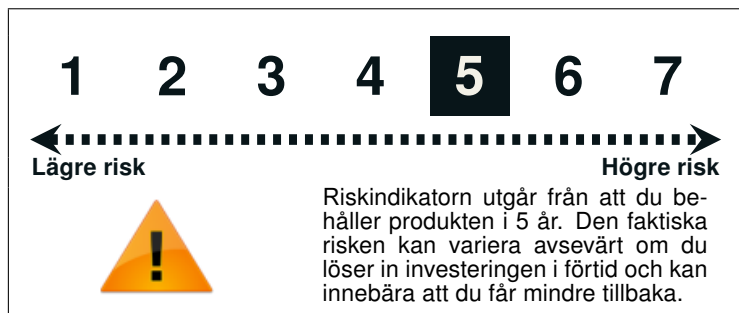 1 2 3 4 5 6 7
Lägre risk Högre risk
Riskindikatorn utgår från att du be-
håller produkten i 5 år. Den faktiska
risken kan variera avsevärt om du
löser in investeringen i förtid och kan
innebära att du får mindre tillbaka.